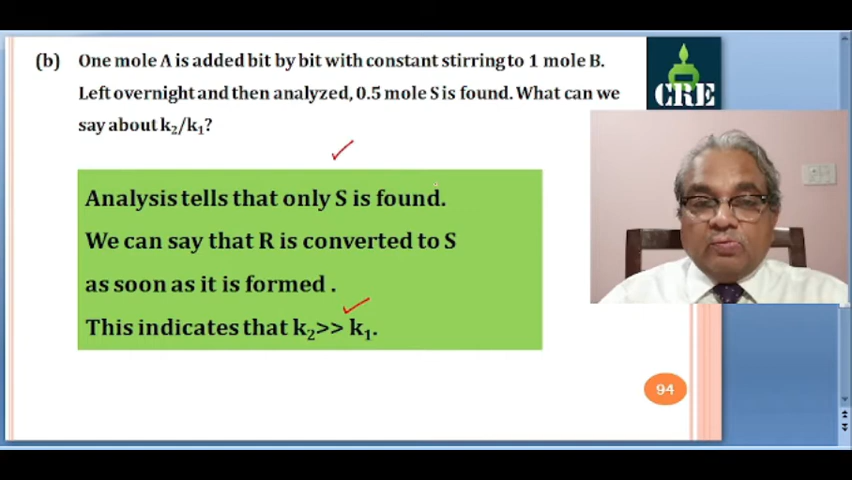 (b) One mole A is added bit by bit with constant stirring to 1 mole B.
Left overnight and then analyzed, 0.5 mole S is found. What can we
say about k₂/k₁?
CRE
Analysis tells that only S is found.
We can say that R is converted to S
as soon as it is formed .
This indicates that k₂>> k₁.
94